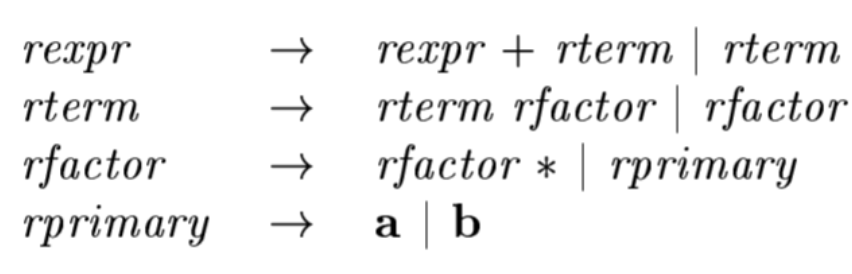 rexpr → rexpr + rterm | rterm
rterm → rterm rfactor | rfactor
rfactor → rfactor * | rprimary
rprimary → a | b